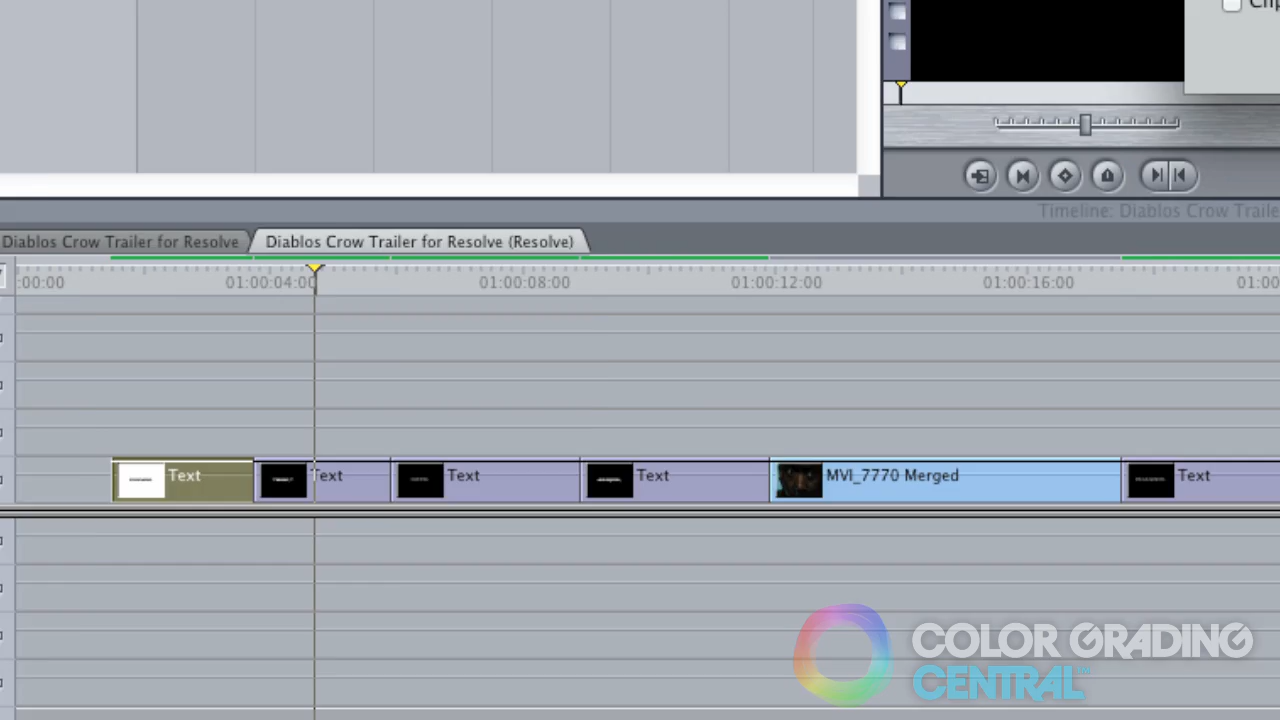 Timeline: Diablos Crow
Diablos Crow Trailer for Resolve
Diablos Crow Trailer for Resolve (Resolve)
:00:00
01:00:04:00
01:00:08:00
01:00:12:00
01:00:16:00
01:00
Text
Text
Text
Text
MVI_7770 Merged
Text
COLOR GRADING
CENTRAL